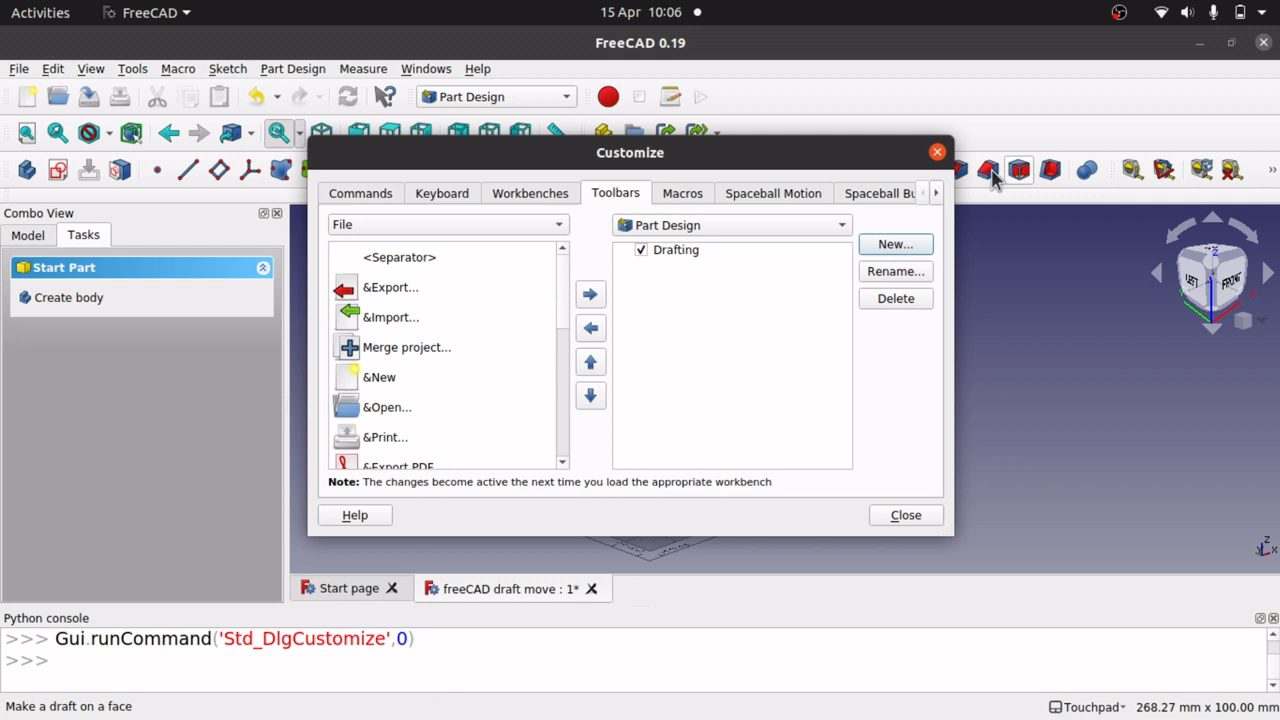 Activities FreeCAD 15 Apr 10:06
FreeCAD 0.19
File Edit View Tools Macro Sketch Part Design Measure Windows Help
Part Design
Customize
Commands Keyboard Workbenches Toolbars Macros Spaceball Motion Spaceball Bu
Combo View
Model Tasks
Start Part
Create body
File
<Separator>
&Export...
&Import...
Merge project...
&New
&Open...
&Print...
&Export PDF
Part Design
Drafting
New...
Rename...
Delete
Note: The changes become active the next time you load the appropriate workbench
Help Close
LEFT FRONT
Z
Z
X
Start page freeCAD draft move : 1*
Python console
>>> Gui.runCommand('Std_DlgCustomize',0)
>>>
Make a draft on a face Touchpad 268.27 mm x 100.00 mm